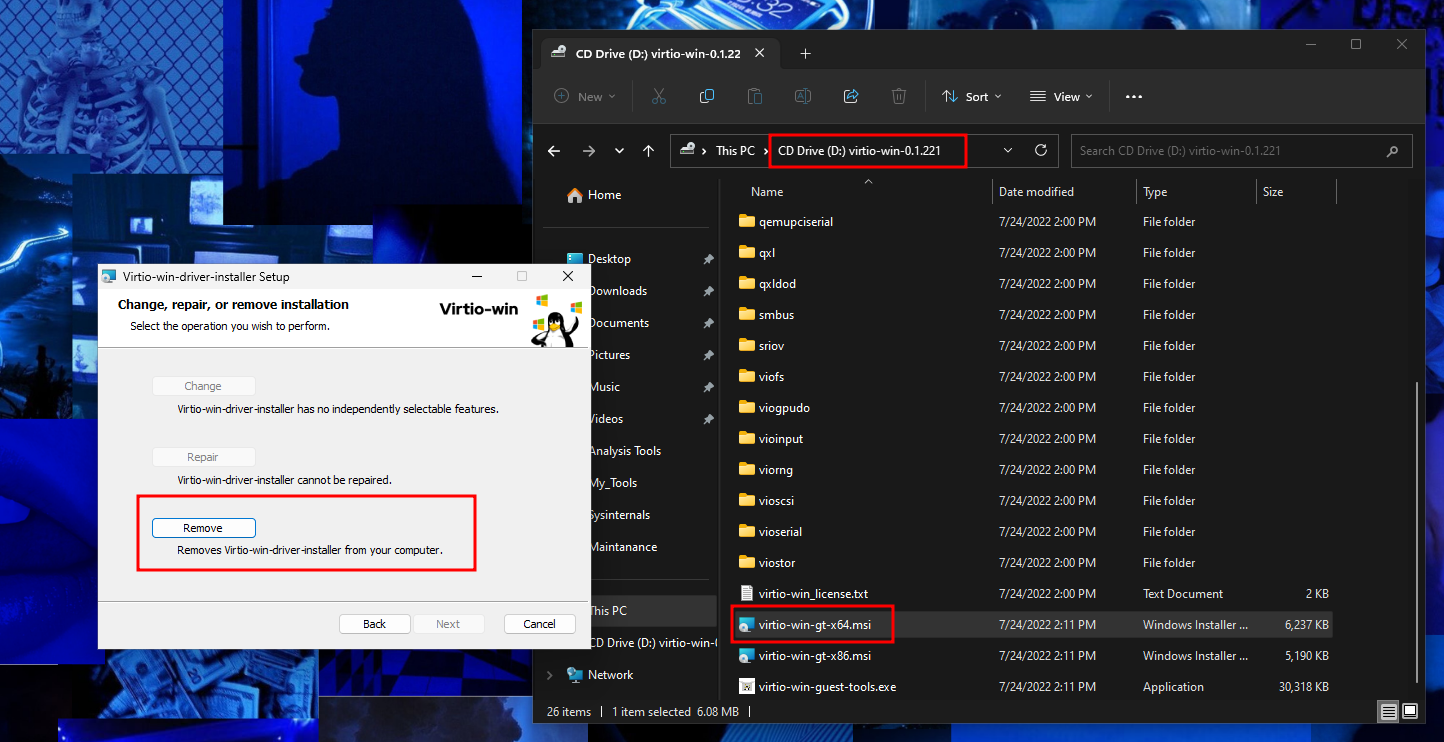 CD Drive (D:) virtio-win-0.1.22
New
Sort
View
This PC
CD Drive (D:) virtio-win-0.1.221
Search CD Drive (D:) virtio-win-0.1.221
Home
Desktop
Downloads
Documents
Pictures
Music
Videos
Analysis Tools
My_Tools
Sysinternals
Maintanance
This PC
CD Drive (D:) virtio-win-0
Network
Name Date modified Type Size
qemupciserial 7/24/2022 2:00 PM File folder
qxl 7/24/2022 2:00 PM File folder
qxldod 7/24/2022 2:00 PM File folder
smbus 7/24/2022 2:00 PM File folder
sriov 7/24/2022 2:00 PM File folder
viofs 7/24/2022 2:00 PM File folder
viogpudo 7/24/2022 2:00 PM File folder
vioinput 7/24/2022 2:00 PM File folder
viorng 7/24/2022 2:00 PM File folder
vioscsi 7/24/2022 2:00 PM File folder
vioserial 7/24/2022 2:00 PM File folder
viostor 7/24/2022 2:00 PM File folder
virtio-win_license.txt 7/24/2022 2:00 PM Text Document 2 KB
virtio-win-gt-x64.msi 7/24/2022 2:11 PM Windows Installer ... 6,237 KB
virtio-win-gt-x86.msi 7/24/2022 2:11 PM Windows Installer ... 5,190 KB
virtio-win-guest-tools.exe 7/24/2022 2:11 PM Application 30,318 KB
26 items 1 item selected 6.08 MB
Virtio-win-driver-installer Setup
Change, repair, or remove installation
Select the operation you wish to perform.
Virtio-win
Change
Virtio-win-driver-installer has no independently selectable features.
Repair
Virtio-win-driver-installer cannot be repaired.
Remove
Removes Virtio-win-driver-installer from your computer.
Back
Next
Cancel